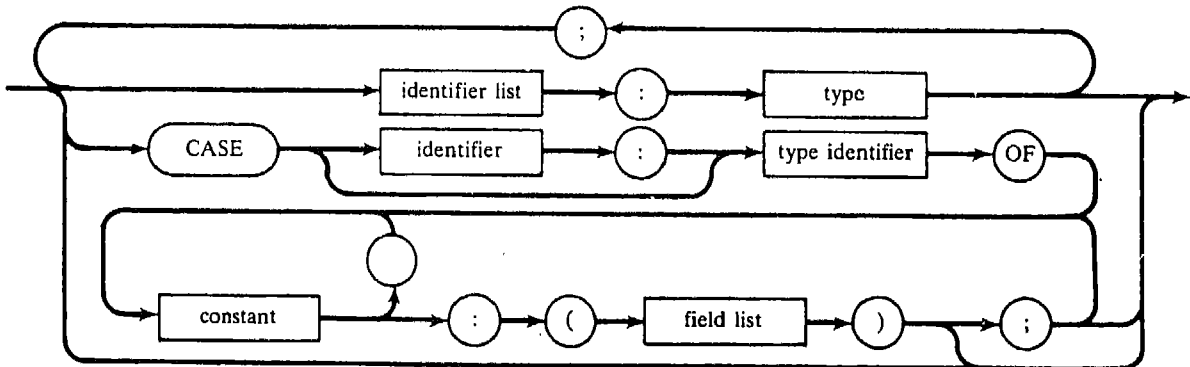 ;
identifier list : type
CASE identifier : type identifier OF
constant : ( field list ) ;